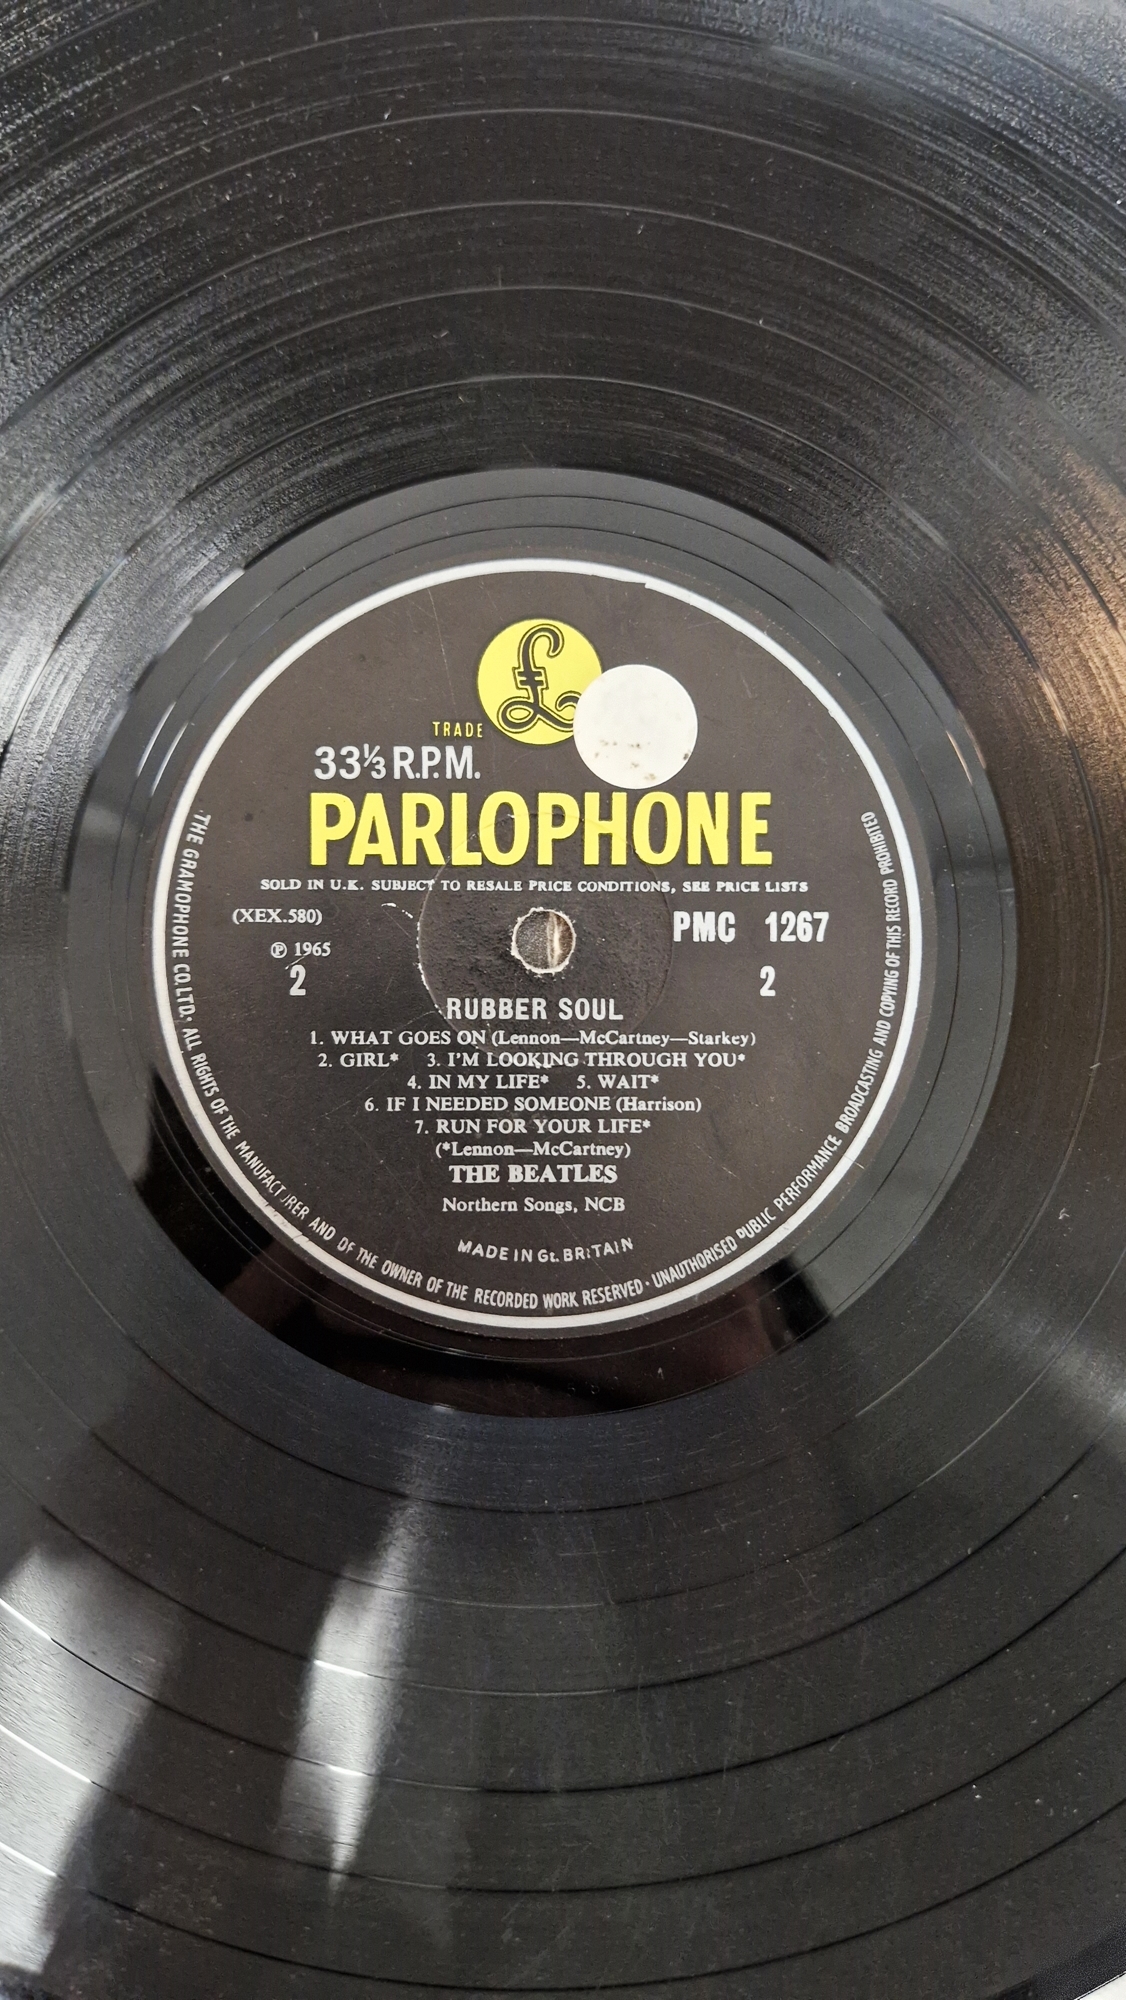 £
TRADE
33⅓ R.P.M.
PARLOPHONE
SOLD IN U.K. SUBJECT TO RESALE PRICE CONDITIONS, SEE PRICE LISTS
(XEX.580)
PMC 1267
℗ 1965
2
2
RUBBER SOUL
1. WHAT GOES ON (Lennon—McCartney—Starkey)
2. GIRL* 3. I'M LOOKING THROUGH YOU*
4. IN MY LIFE* 5. WAIT*
6. IF I NEEDED SOMEONE (Harrison)
7. RUN FOR YOUR LIFE*
(*Lennon—McCartney)
THE BEATLES
Northern Songs, NCB
MADE IN Gt. BRITAIN
THE GRAMOPHONE CO. LTD. · ALL RIGHTS OF THE MANUFACTURER AND OF THE OWNER OF THE RECORDED WORK RESERVED · UNAUTHORISED PUBLIC PERFORMANCE BROADCASTING AND COPYING OF THIS RECORD PROHIBITED